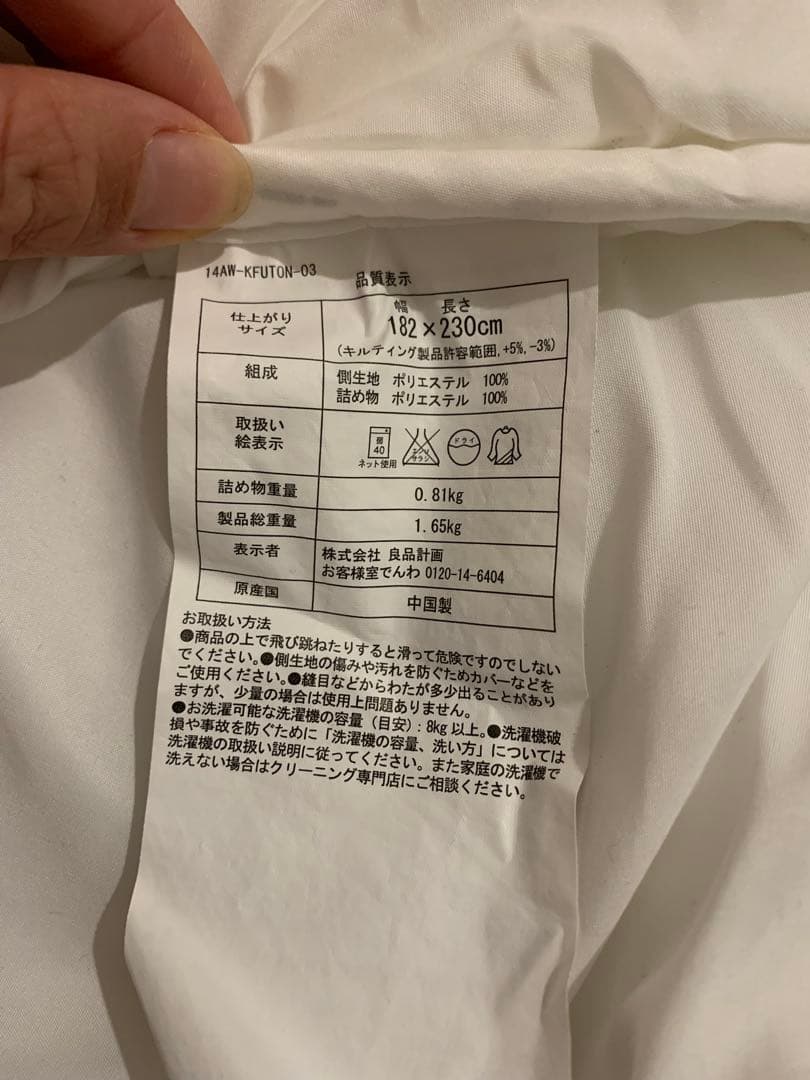 14AW-KFUTON-03
品質表示
仕上がり
サイズ
幅 長さ
182×230cm
(キルティング製品許容範囲,+5%,-3%)
組成
側生地 ポリエステル 100%
詰め物 ポリエステル 100%
取扱い
絵表示
弱
40
ネット使用
エンソ
サラシ
ドライ
詰め物重量
0.81kg
製品総重量
1.65kg
表示者
株式会社 良品計画
お客様室でんわ 0120-14-6404
原産国
中国製
お取扱い方法
●商品の上で飛び跳ねたりすると滑って危険ですのでしない
でください。●側生地の傷みや汚れを防ぐためカバーなどを
ご使用ください。●縫目などからわたが多少出ることがあり
ますが、少量の場合は使用上問題ありません。
●お洗濯可能な洗濯機の容量（目安）:8kg以上。●洗濯機破
損や事故を防ぐために「洗濯機の容量、洗い方」については
洗濯機の取扱い説明に従ってください。また家庭の洗濯機で
洗えない場合はクリーニング専門店にご相談ください。